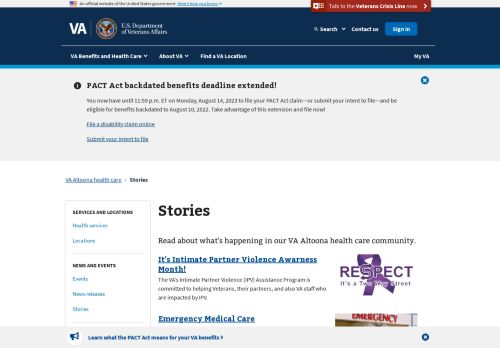 An official website of the United States government Here's how you know
Talk to the Veterans Crisis Line now
VA
U.S. Department
of Veterans Affairs
Search
Contact us
Sign in
VA Benefits and Health Care
About VA
Find a VA Location
My VA
PACT Act backdated benefits deadline extended!
You now have until 11:59 p.m. ET on Monday, August 14, 2023 to file your PACT Act claim—or submit your intent to file—and be
eligible for benefits backdated to August 10, 2022. Take advantage of this extension and file now!
File a disability claim online
Submit your intent to file
VA Altoona health care › Stories
SERVICES AND LOCATIONS
Health services
Locations
NEWS AND EVENTS
Events
News releases
Stories
Stories
Read about what's happening in our VA Altoona health care community.
It's Intimate Partner Violence Awarness
Month!
The VA's Intimate Partner Violence (IPV) Assistance Program is
committed to helping Veterans, their partners, and also VA staff who
are impacted by IPV.
RESPECT
It's a Two Way Street
Emergency Medical Care
EMERGENCY
Learn what the PACT Act means for your VA benefits